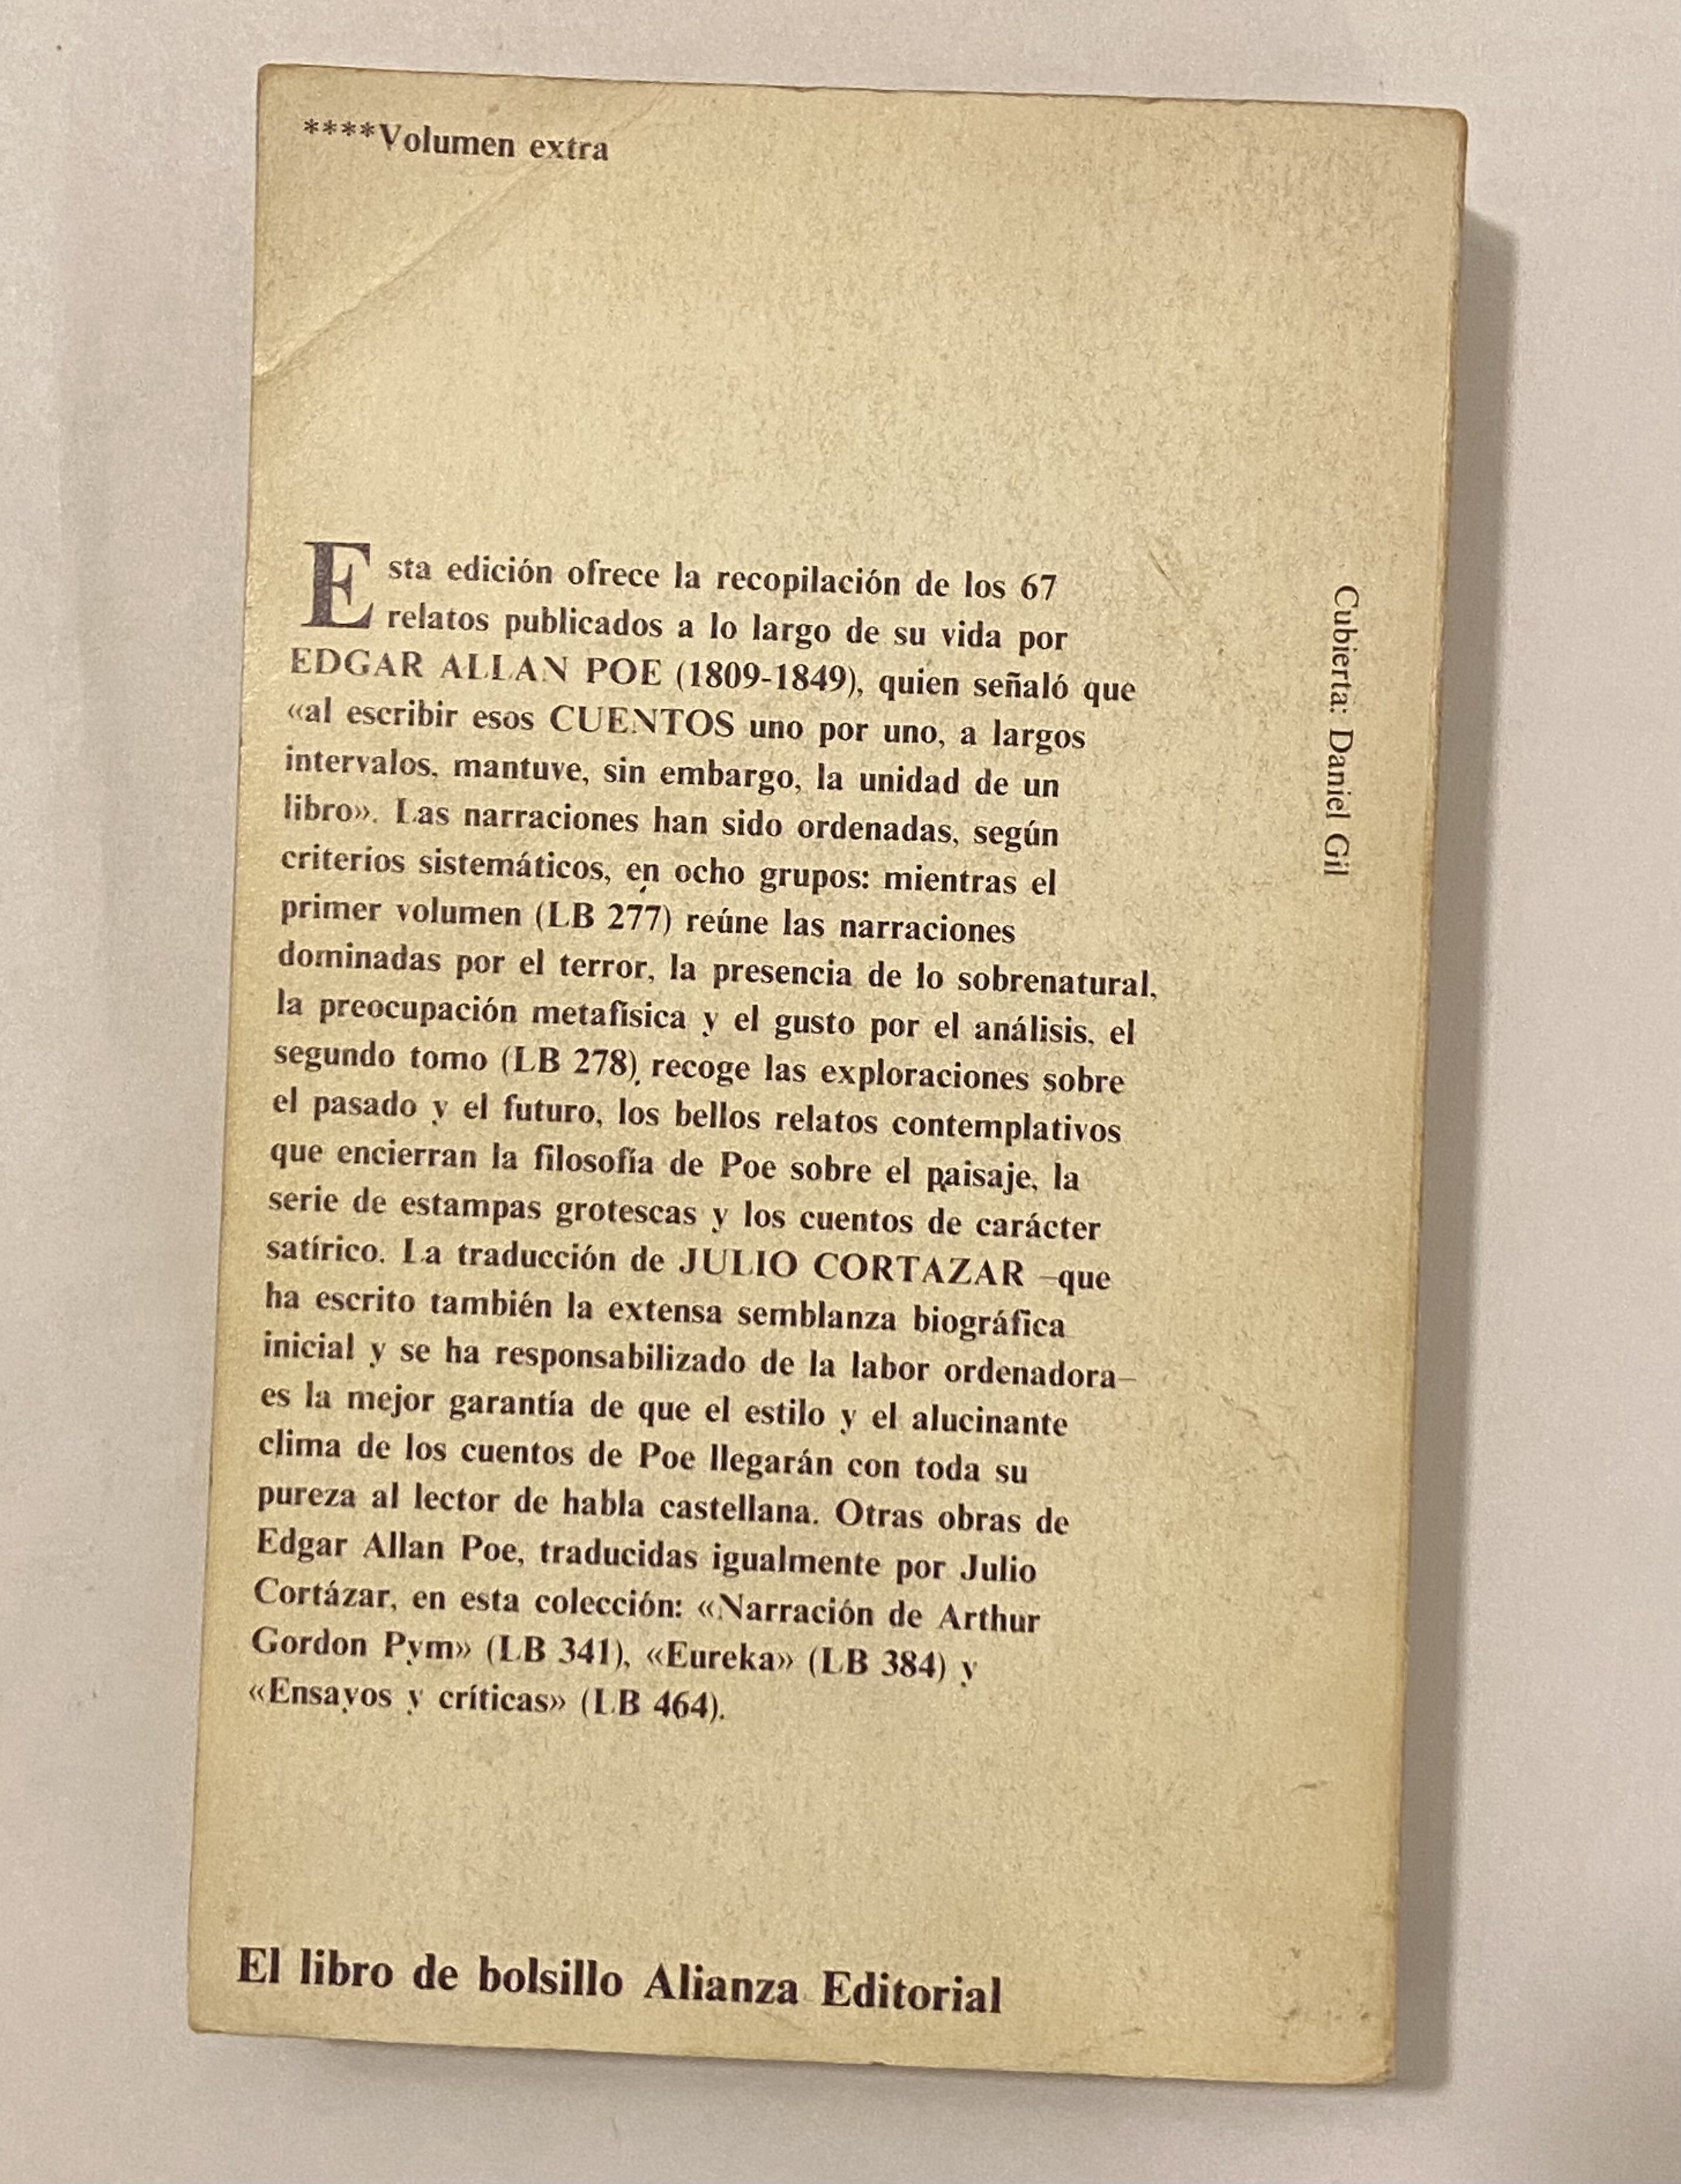 ****Volumen extra
Esta edición ofrece la recopilación de los 67
relatos publicados a lo largo de su vida por
EDGAR ALLAN POE (1809-1849), quien señaló que
«al escribir esos CUENTOS uno por uno, a largos
intervalos, mantuve, sin embargo, la unidad de un
libro». Las narraciones han sido ordenadas, según
criterios sistemáticos, en ocho grupos: mientras el
primer volumen (LB 277) reúne las narraciones
dominadas por el terror, la presencia de lo sobrenatural,
la preocupación metafísica y el gusto por el análisis, el
segundo tomo (LB 278) recoge las exploraciones sobre
el pasado y el futuro, los bellos relatos contemplativos
que encierran la filosofía de Poe sobre el paisaje, la
serie de estampas grotescas y los cuentos de carácter
satírico. La traducción de JULIO CORTAZAR –que
ha escrito también la extensa semblanza biográfica
inicial y se ha responsabilizado de la labor ordenadora–
es la mejor garantía de que el estilo y el alucinante
clima de los cuentos de Poe llegarán con toda su
pureza al lector de habla castellana. Otras obras de
Edgar Allan Poe, traducidas igualmente por Julio
Cortázar, en esta colección: «Narración de Arthur
Gordon Pym» (LB 341), «Eureka» (LB 384) y
«Ensayos y críticas» (LB 464).
Cubierta: Daniel Gil
El libro de bolsillo Alianza Editorial